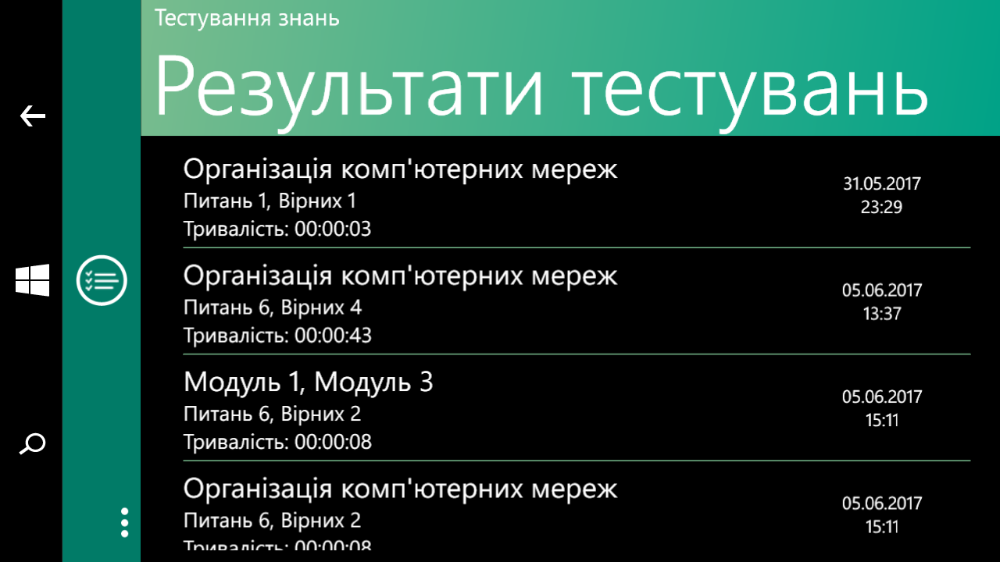 Тестування знань
Результати тестувань
Організація комп'ютерних мереж
Питань 1, Вірних 1
Тривалість: 00:00:03
31.05.2017
23:29
Організація комп'ютерних мереж
Питань 6, Вірних 4
Тривалість: 00:00:43
05.06.2017
13:37
Модуль 1, Модуль 3
Питань 6, Вірних 2
Тривалість: 00:00:08
05.06.2017
15:11
Організація комп'ютерних мереж
Питань 6, Вірних 2
Тривалість: 00:00:08
05.06.2017
15:11